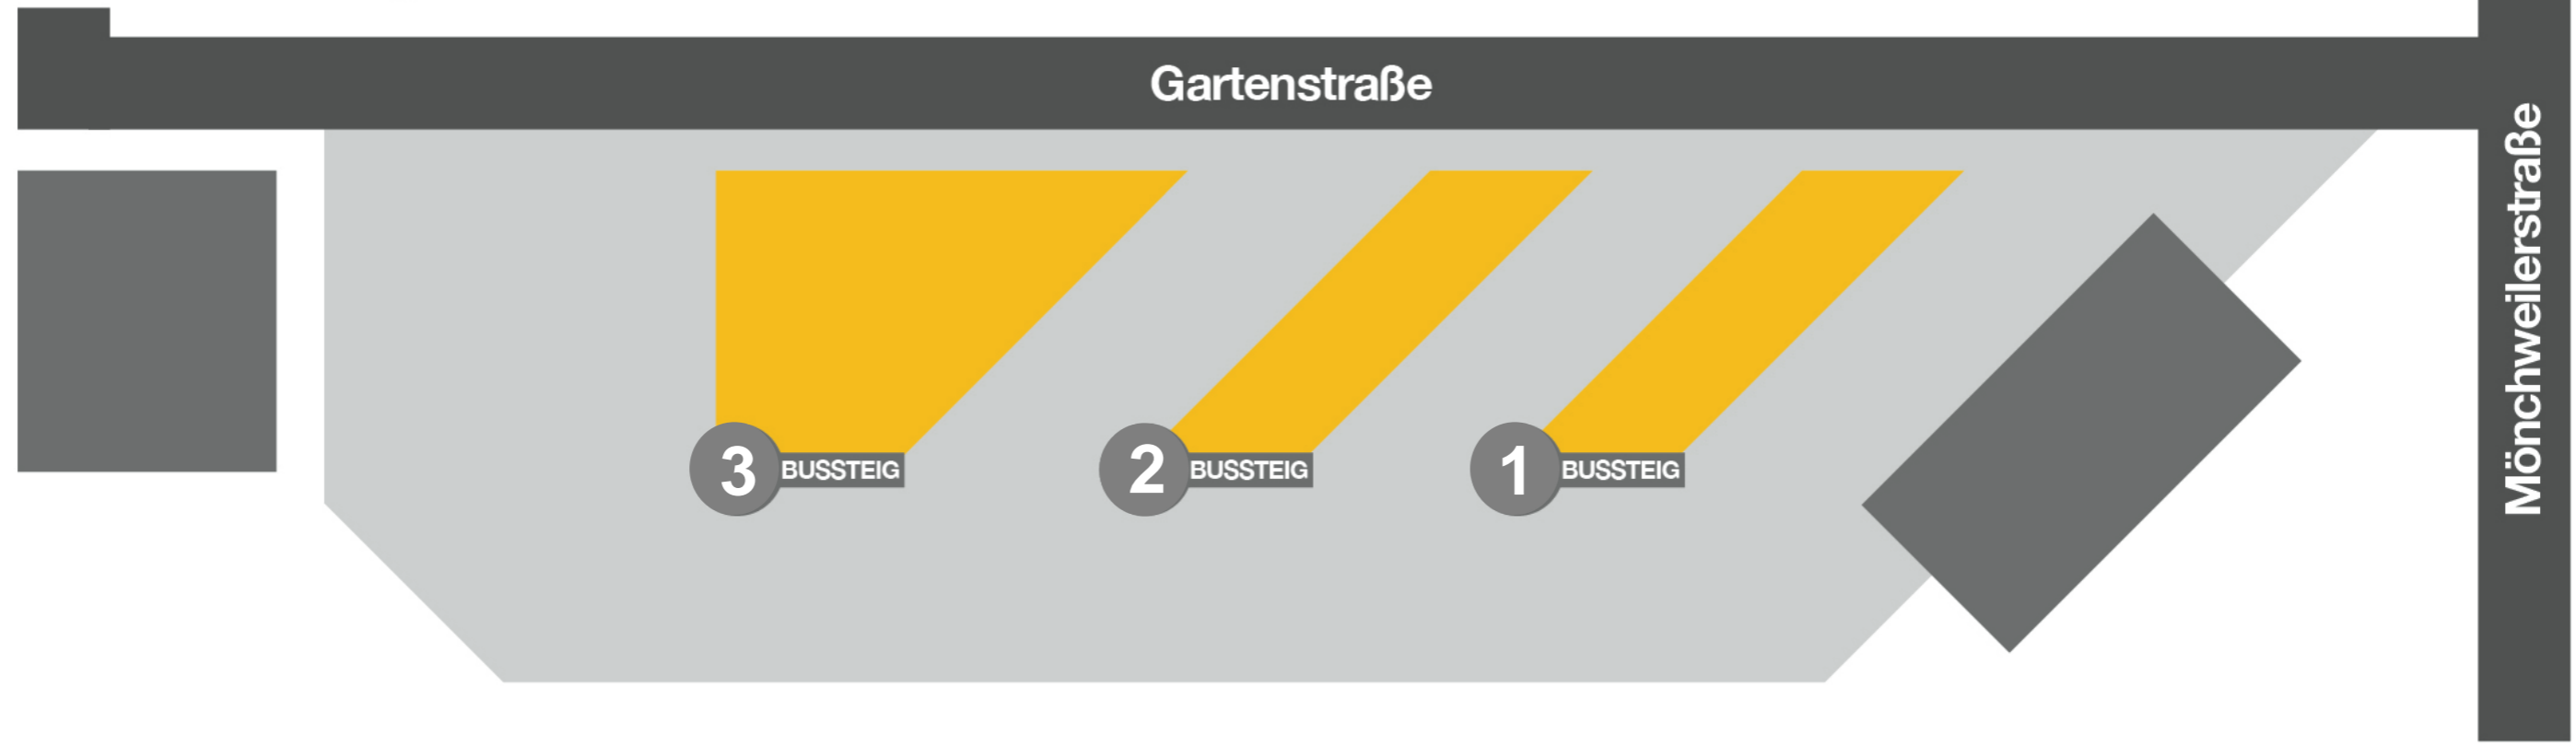 Gartenstraße
Mönchweilerstraße
3 BUSSTEIG
2 BUSSTEIG
1 BUSSTEIG